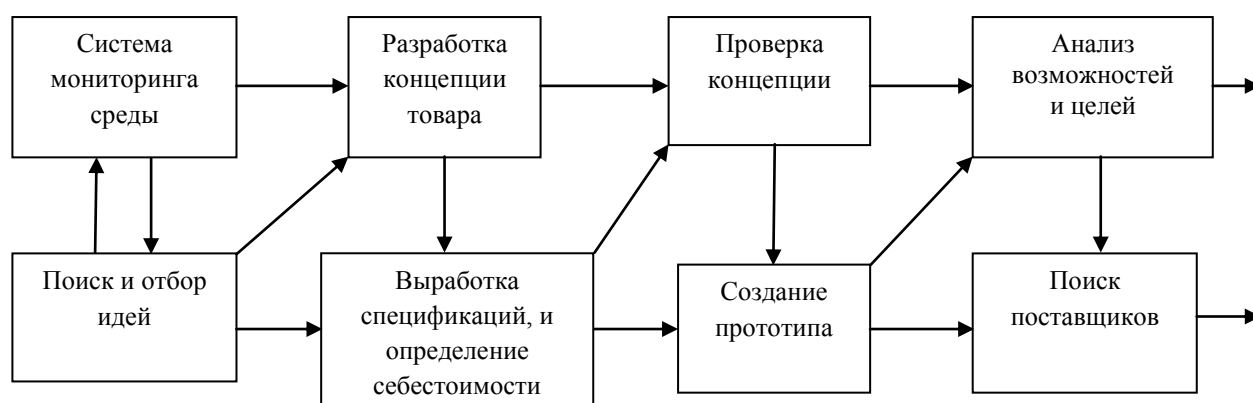 Система
мониторинга
среды
Разработка
концепции
товара
Проверка
концепции
Анализ
возможностей
и целей
Поиск и отбор
идей
Выработка
спецификаций, и
определение
себестоимости
Создание
прототипа
Поиск
поставщиков